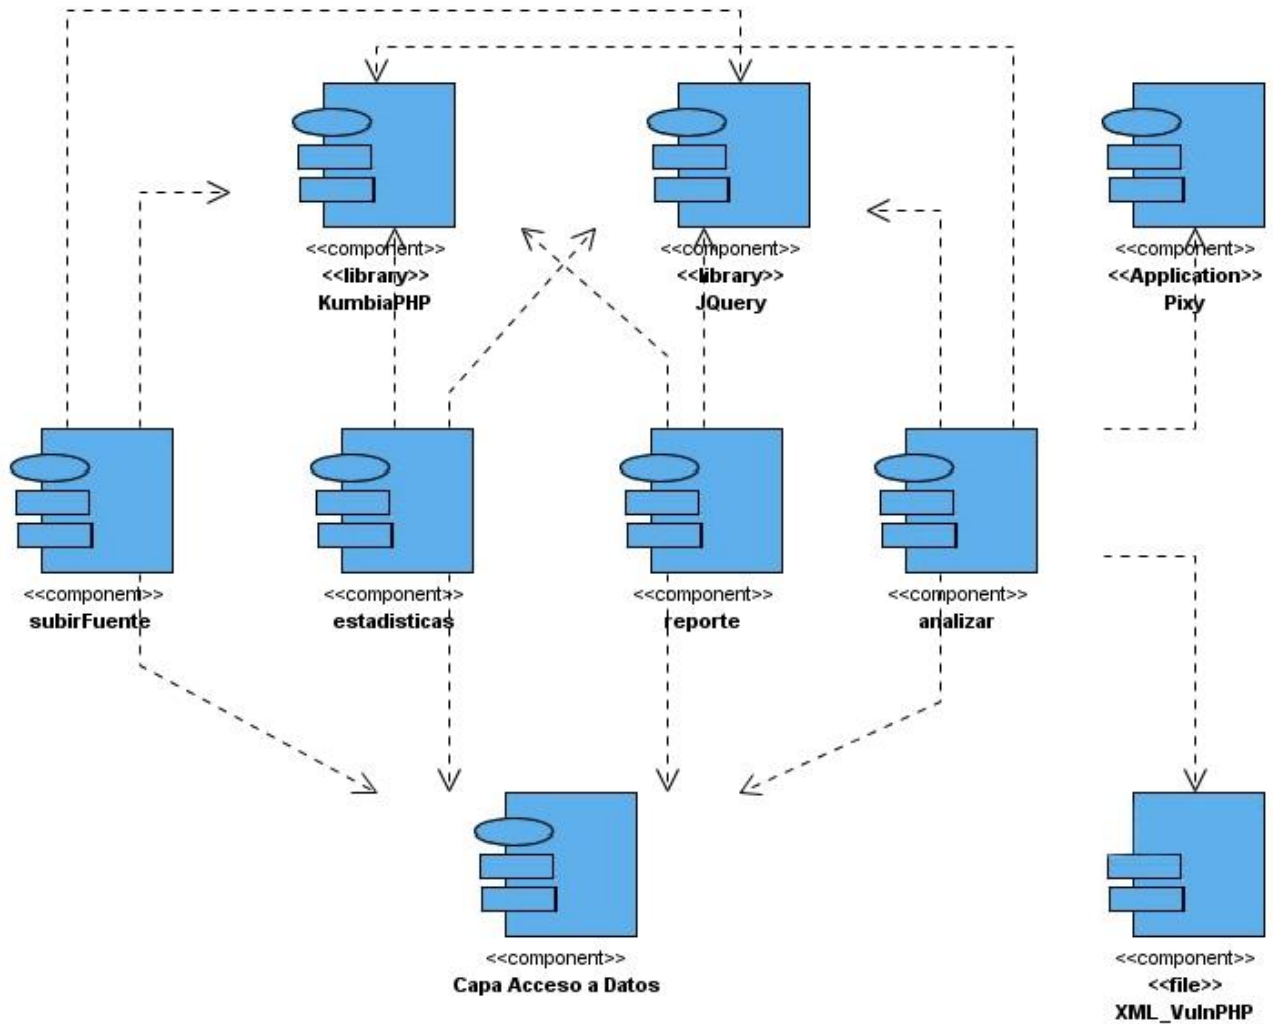 <<component>>
<<library>>
KumbiaPHP
<<component>>
<<library>>
JQuery
<<component>>
<<Application>>
Pixy
<<component>>
subirFuente
<<component>>
estadisticas
<<component>>
reporte
<<component>>
analizar
<<component>>
Capa Acceso a Datos
<<component>>
<<file>>
XML_VulnPHP